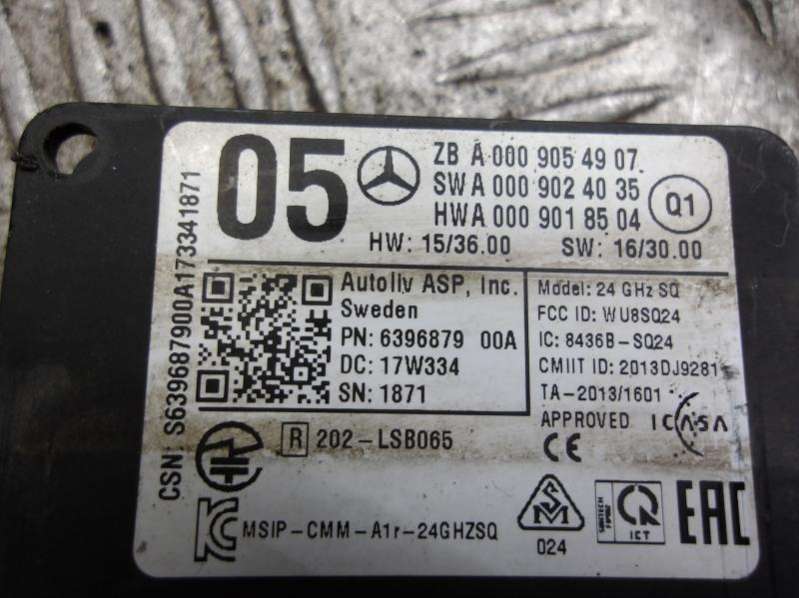 05
ZB A 000 905 49 07
SW A 000 902 40 35
HW A 000 901 85 04
Q1
HW: 15/36.00 SW: 16/30.00
CSN: S639687900A173341871
Autoliv ASP, Inc.
Sweden
PN: 6396879 00A
DC: 17W334
SN: 1871
Model: 24 GHz SQ
FCC ID: WU8SQ24
IC: 8436B-SQ24
CMIIT ID: 2013DJ9281
TA-2013/1601
APPROVED ICASA
R 202-LSB065
CE
MSIP-CMM-A1r-24GHZSQ
024
ICT
EAC